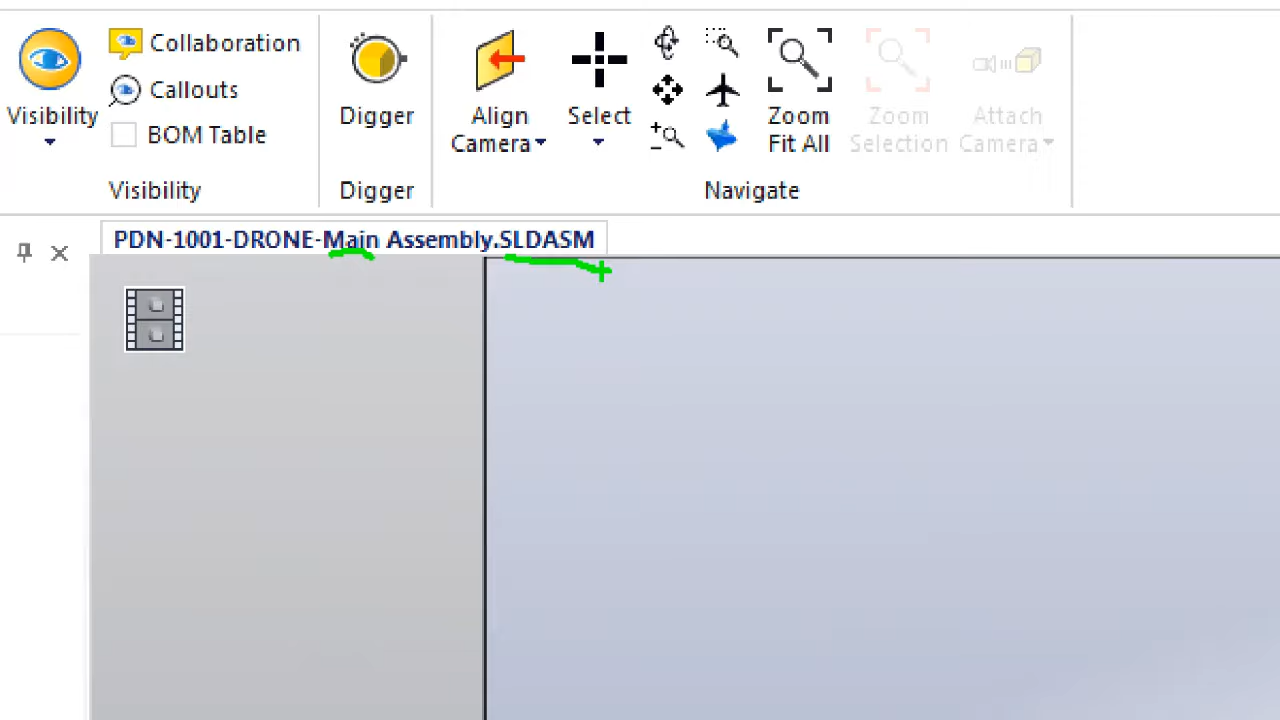 Visibility
Collaboration
Callouts
BOM Table
Visibility
Digger
Digger
Align
Camera
Select
Zoom
Fit All
Zoom
Selection
Attach
Camera
Navigate
PDN-1001-DRONE-Main Assembly.SLDASM